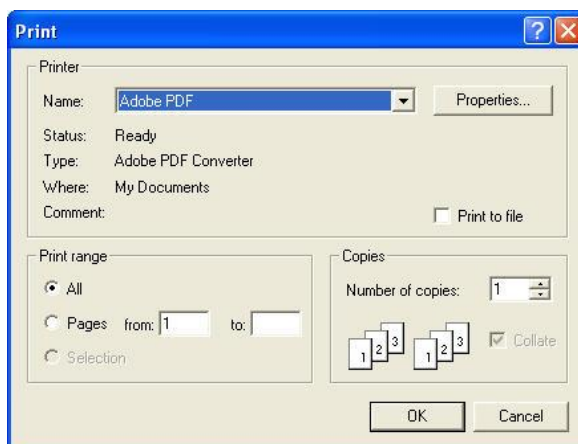 Print
Printer
Name: Adobe PDF Properties...
Status: Ready
Type: Adobe PDF Converter
Where: My Documents
Comment: Print to file
Print range
All
Pages from: 1 to:
Selection
Copies
Number of copies: 1
1 2 3 1 2 3 Collate
OK Cancel